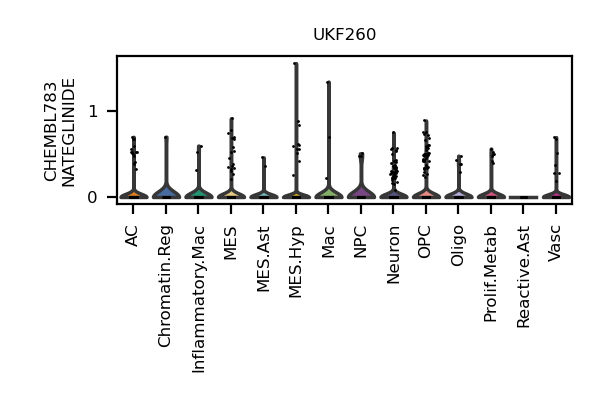 UKF260
CHEMBL783
NATEGLINIDE
1
0
AC
Chromatin.Reg
Inflammatory.Mac
MES
MES.Ast
MES.Hyp
Mac
NPC
Neuron
OPC
Oligo
Prolif.Metab
Reactive.Ast
Vasc